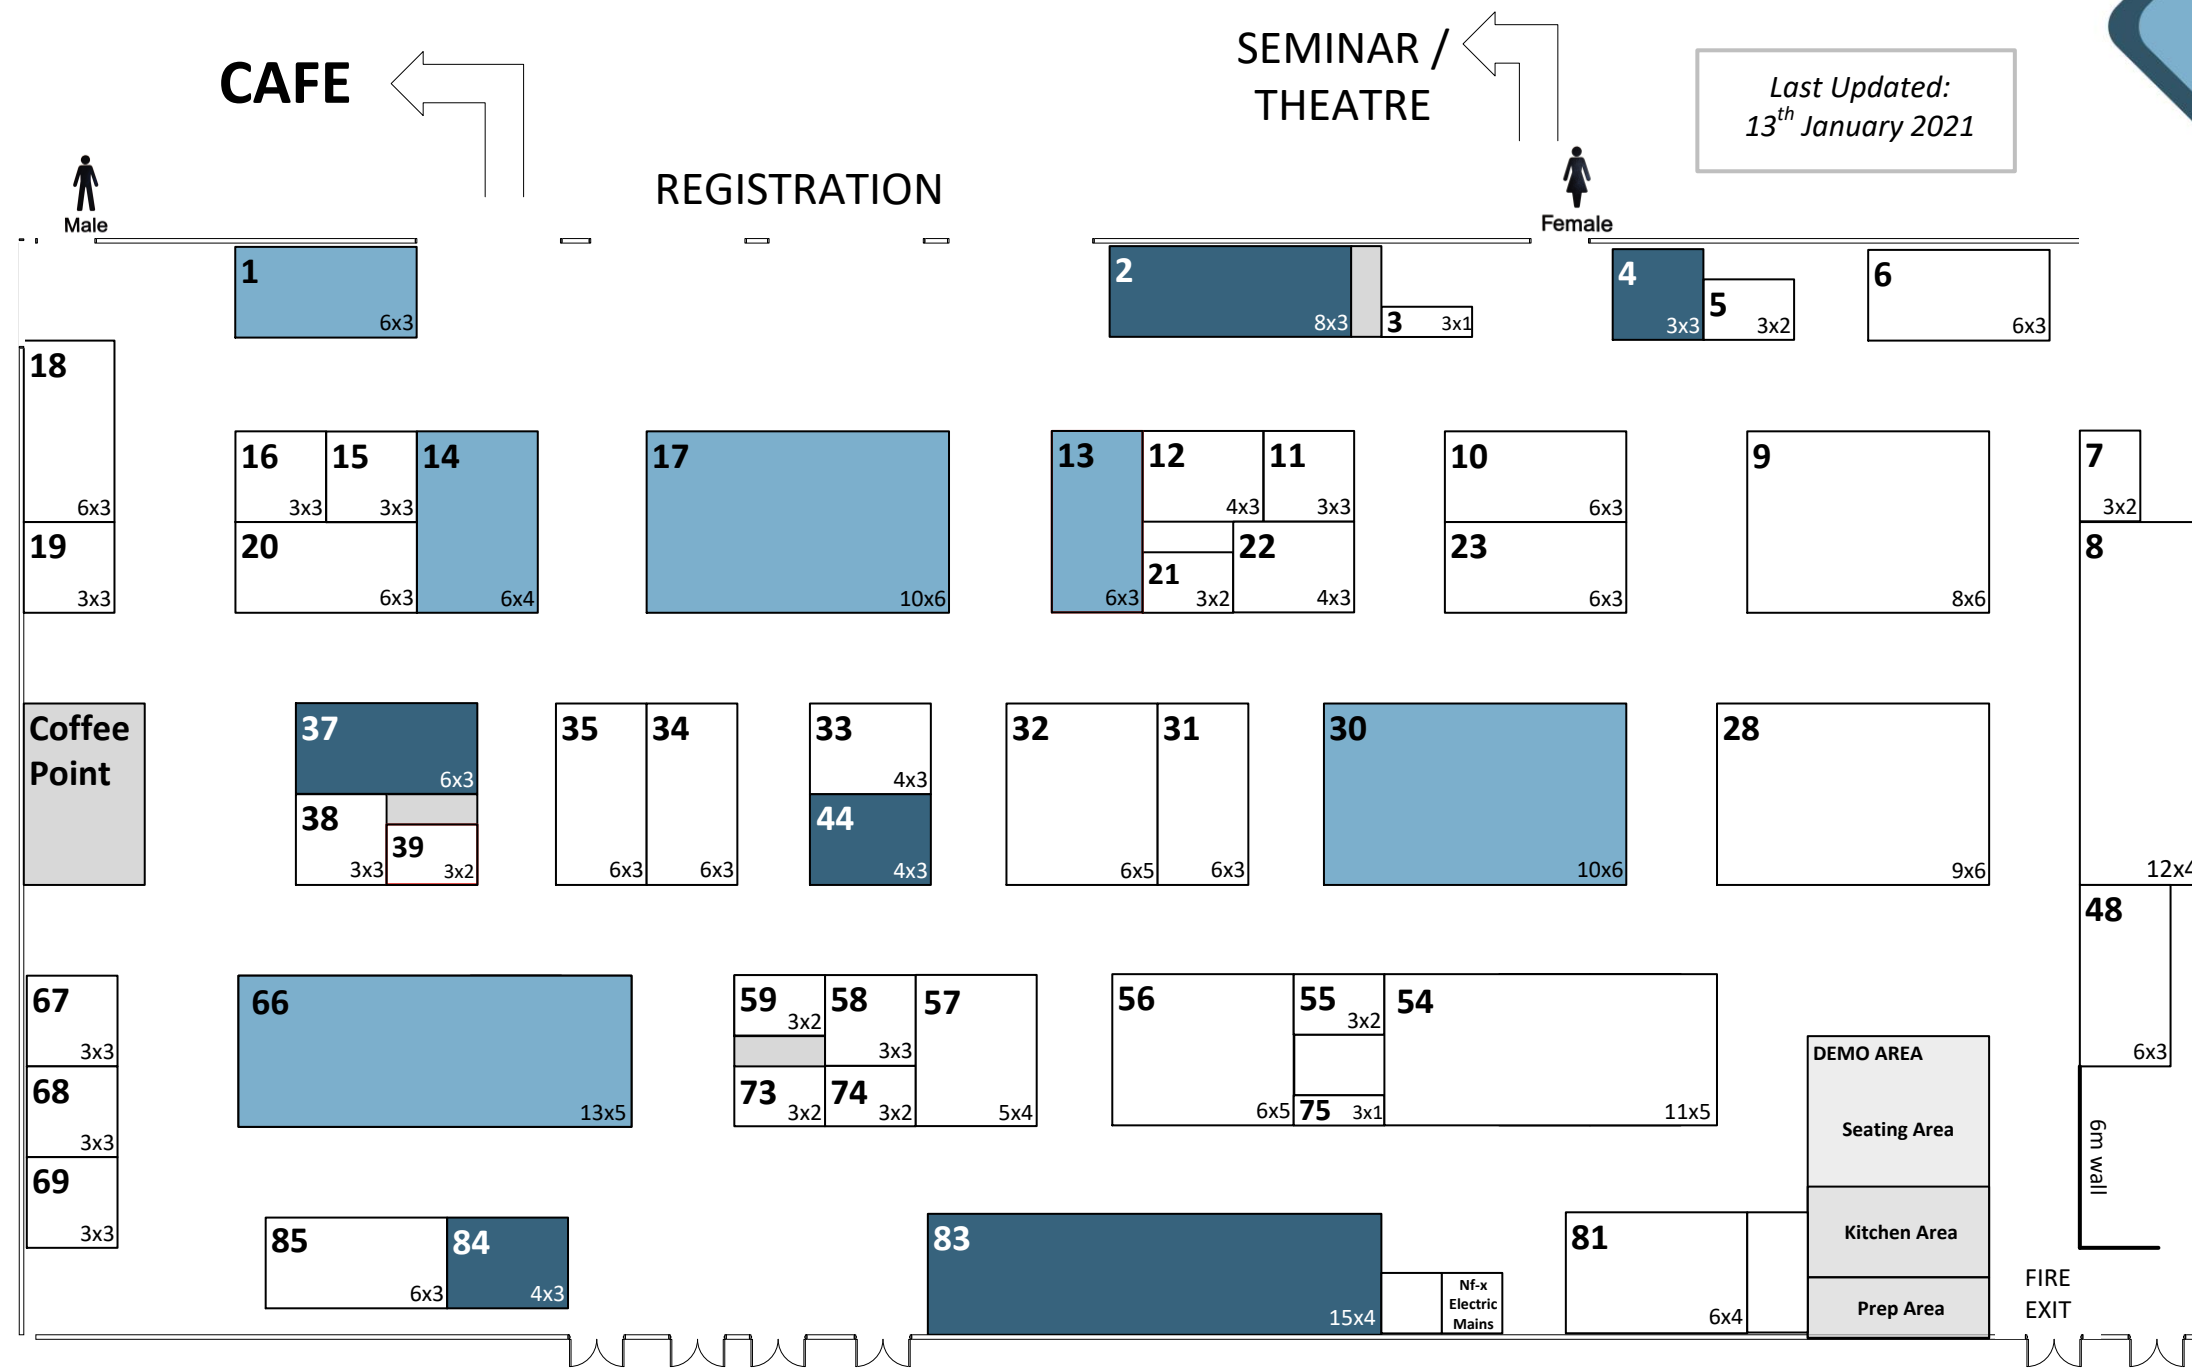 CAFE
SEMINAR /
THEATRE
Last Updated:
13th January 2021
Male
REGISTRATION
Female
1
6x3
2
8x3
3 3x1
4
3x3
5
3x2
6
6x3
18
6x3
19
3x3
16
3x3
15
3x3
14
6x4
20
6x3
17
10x6
13
6x3
12
4x3
11
3x3
21
3x2
22
4x3
10
6x3
23
6x3
9
8x6
7
3x2
8
12x4
Coffee
Point
37
6x3
38
3x3
39
3x2
35
6x3
34
6x3
33
4x3
44
4x3
32
6x5
31
6x3
30
10x6
28
9x6
48
6x3
67
3x3
68
3x3
69
3x3
66
13x5
59
3x2
58
3x3
57
5x4
73
3x2
74
3x2
56
6x5
55
3x2
75 3x1
54
11x5
DEMO AREA
Seating Area
Kitchen Area
Prep Area
6m wall
85
6x3
84
4x3
83
15x4
Nf-x
Electric
Mains
81
6x4
FIRE
EXIT